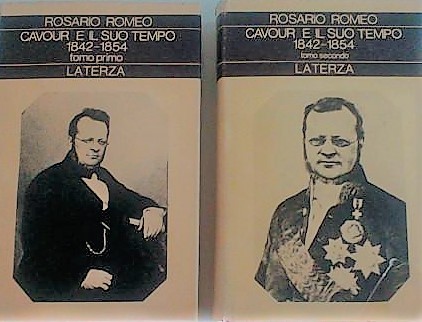 ROSARIO ROMEO
CAVOUR E IL SUO TEMPO
1842-1854
tomo primo
LATERZA
ROSARIO ROMEO
CAVOUR E IL SUO TEMPO
1842-1854
tomo secondo
LATERZA